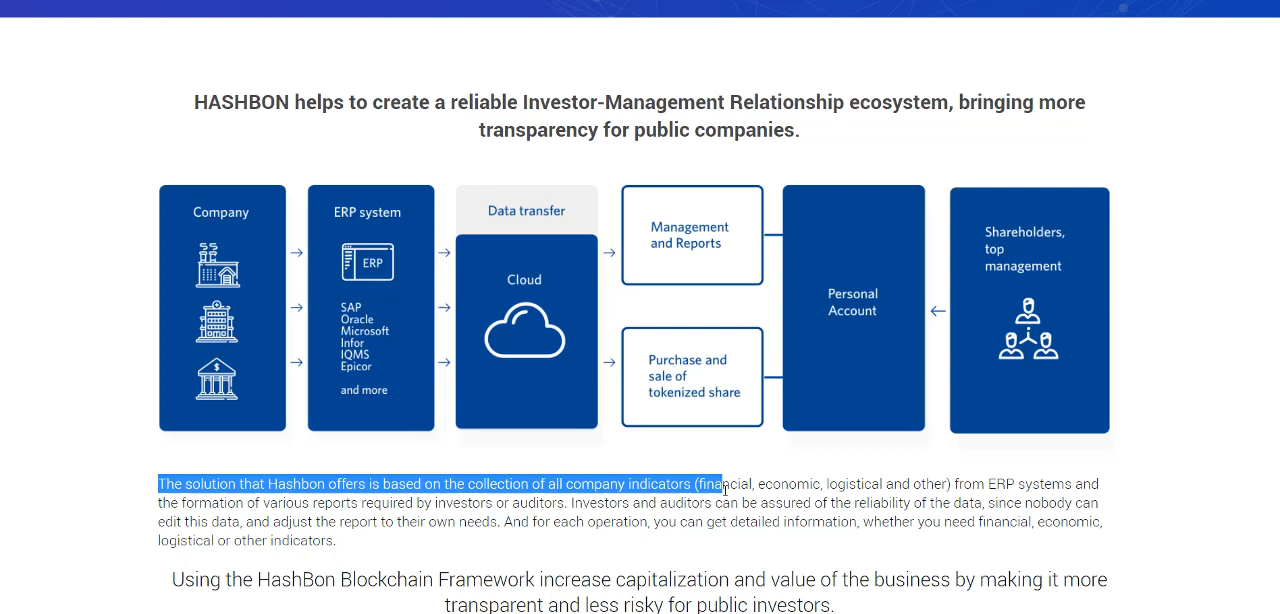 HASHBON helps to create a reliable Investor-Management Relationship ecosystem, bringing more
transparency for public companies.
Company
ERP system
ERP
SAP
Oracle
Microsoft
Infor
IQMS
Epicor
and more
Data transfer
Cloud
Management
and Reports
Purchase and
sale of
tokenized share
Personal
Account
Shareholders,
top
management
The solution that Hashbon offers is based on the collection of all company indicators (financial, economic, logistical and other) from ERP systems and
the formation of various reports required by investors or auditors. Investors and auditors can be assured of the reliability of the data, since nobody can
edit this data, and adjust the report to their own needs. And for each operation, you can get detailed information, whether you need financial, economic,
logistical or other indicators.
Using the HashBon Blockchain Framework increase capitalization and value of the business by making it more
transparent and less risky for public investors.